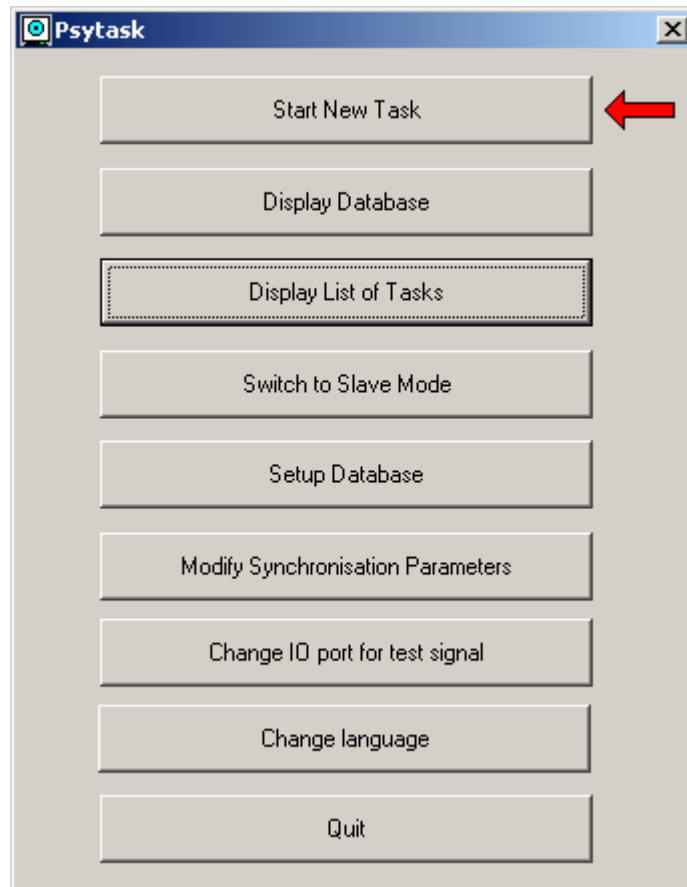 Psytask
Start New Task
Display Database
Display List of Tasks
Switch to Slave Mode
Setup Database
Modify Synchronisation Parameters
Change IO port for test signal
Change language
Quit